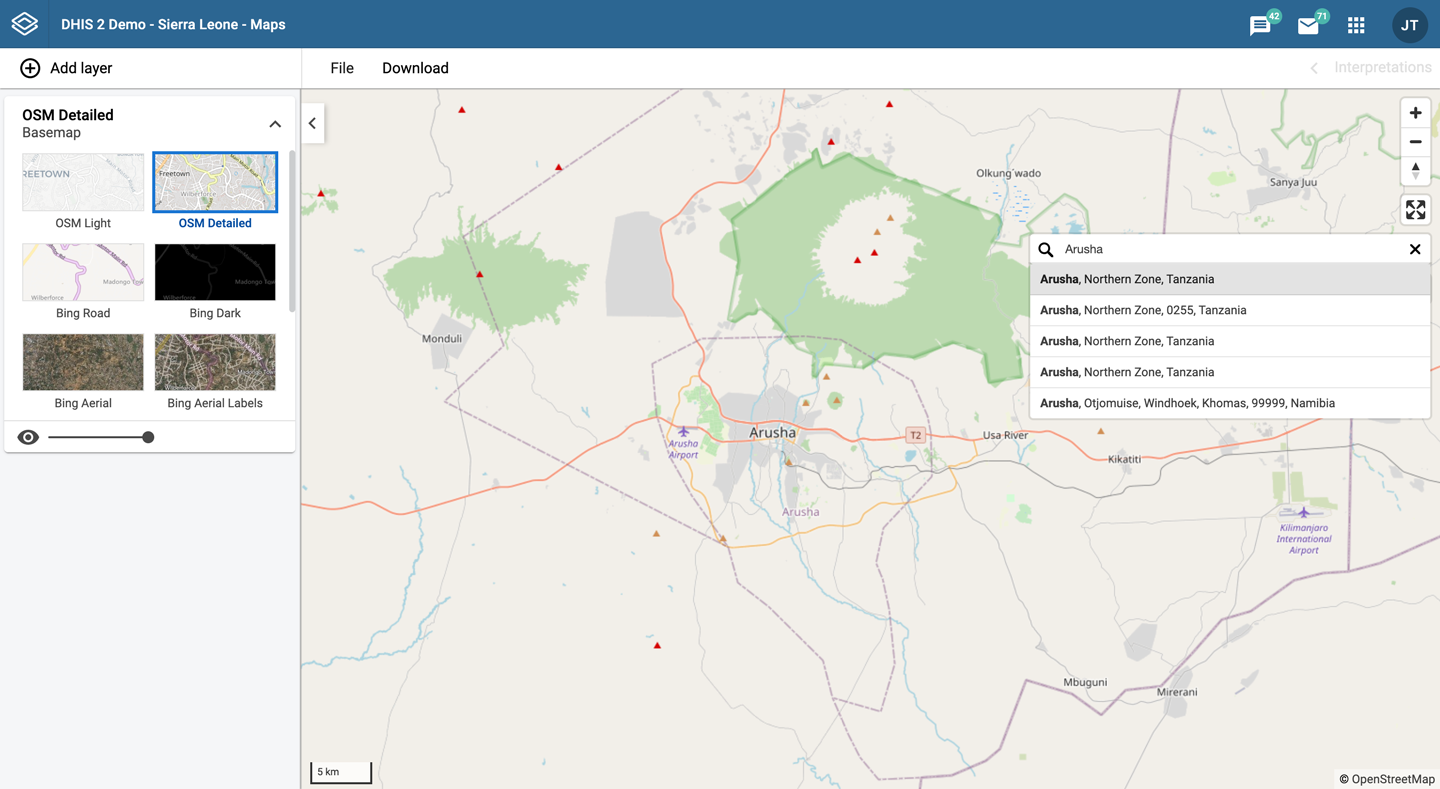 DHIS 2 Demo - Sierra Leone - Maps
42
71
JT
Add layer
File
Download
Interpretations
OSM Detailed
Basemap
REETOWN
OSM Light
Freetown
Wilberforce
OSM Detailed
Wilberforce
Madongo
Bing Road
Wilberforce
Bing Dark
Bing Aerial
Bing Aerial Labels
Olkung'wado
Sanya Juu
Arusha
Arusha, Northern Zone, Tanzania
Arusha, Northern Zone, 0255, Tanzania
Arusha, Northern Zone, Tanzania
Arusha, Northern Zone, Tanzania
Arusha, Otjomuise, Windhoek, Khomas, 99999, Namibia
Monduli
Arusha
Airport
Arusha
T2
Usa River
Kikatiti
Arusha
Kilimanjaro
International
Airport
Mbuguni
Mirerani
5 km
© OpenStreetMap